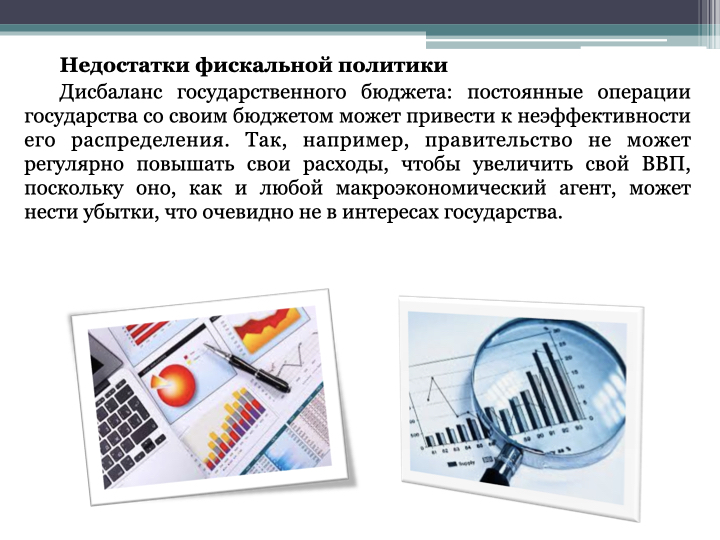 Недостатки фискальной политики
Дисбаланс государственного бюджета: постоянные операции
государства со своим бюджетом может привести к неэффективности
его распределения. Так, например, правительство не может
регулярно повышать свои расходы, чтобы увеличить свой ВВП,
поскольку оно, как и любой макроэкономический агент, может
нести убытки, что очевидно не в интересах государства.
Supply